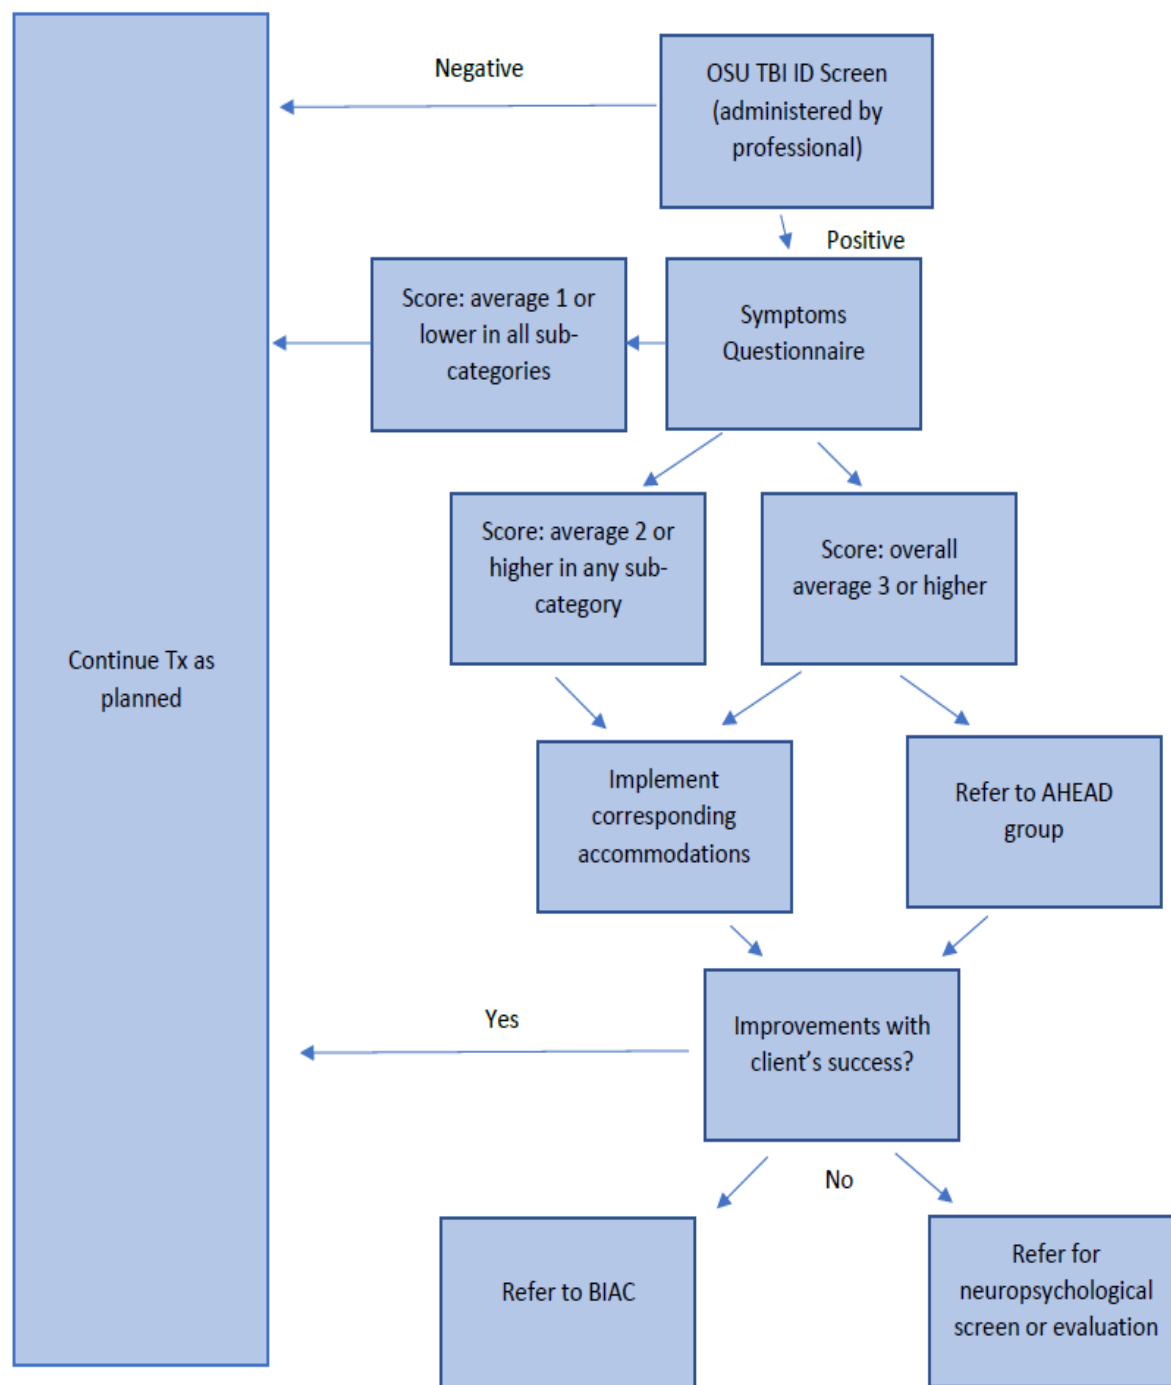 Negative
OSU TBI ID Screen
(administered by
professional)
Positive
Score: average 1 or
lower in all sub-
categories
Symptoms
Questionnaire
Score: average 2 or
higher in any sub-
category
Score: overall
average 3 or higher
Continue Tx as
planned
Implement
corresponding
accommodations
Refer to AHEAD
group
Yes
Improvements with
client’s success?
No
Refer to BIAC
Refer for
neuropsychological
screen or evaluation